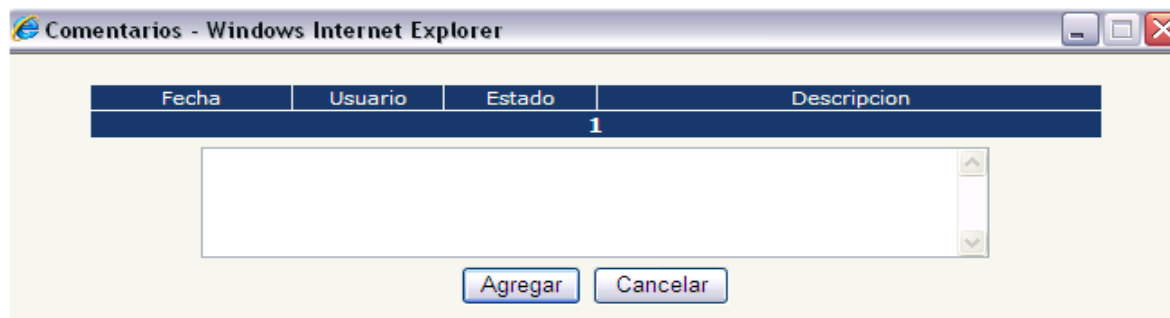 Comentarios - Windows Internet Explorer
Fecha Usuario Estado Descripcion
1
Agregar Cancelar